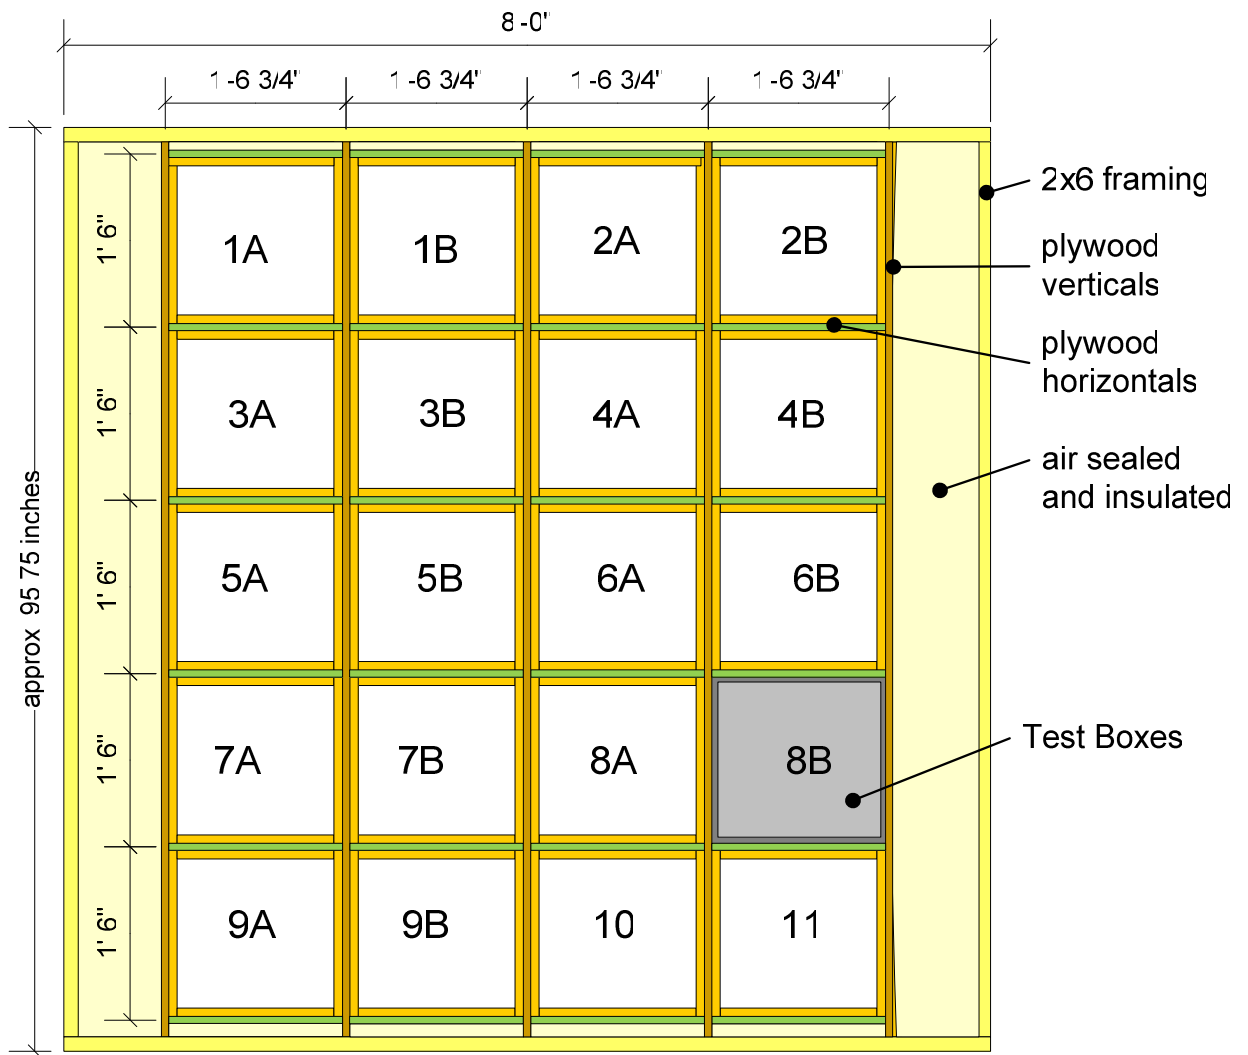 8 -0"
1 -6 3/4" 1 -6 3/4" 1 -6 3/4" 1 -6 3/4"
2x6 framing
1' 6" 1A 1B 2A 2B
plywood
verticals
plywood
horizontals
1' 6" 3A 3B 4A 4B
air sealed
and insulated
approx 95 75 inches
1' 6" 5A 5B 6A 6B
Test Boxes
1' 6" 7A 7B 8A 8B
1' 6" 9A 9B 10 11